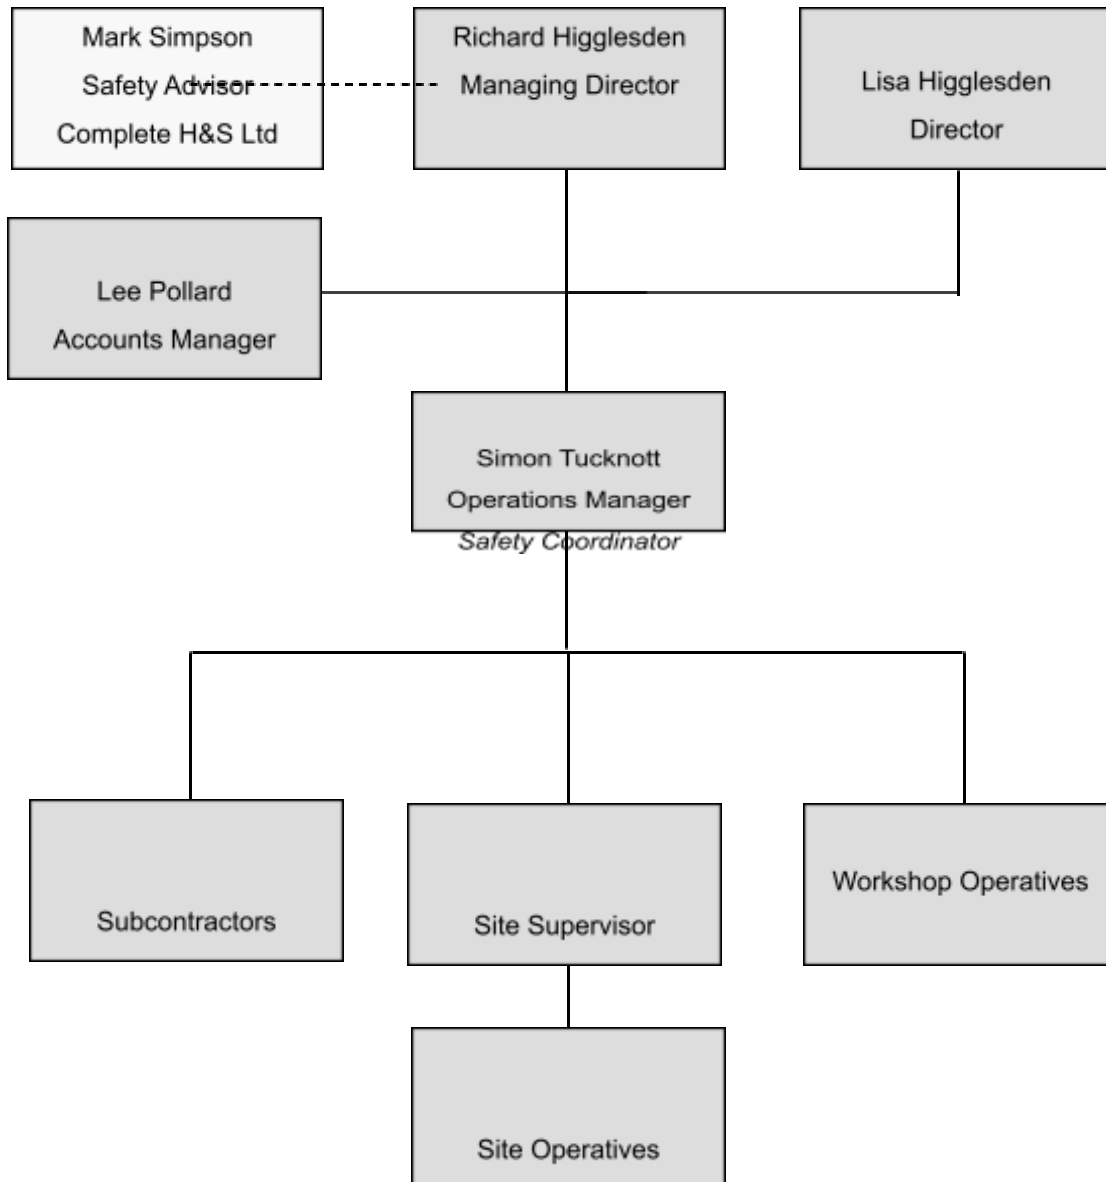 Mark Simpson
Safety Advisor
Complete H&S Ltd
Richard Higglesden
Managing Director
Lisa Higglesden
Director
Lee Pollard
Accounts Manager
Simon Tucknott
Operations Manager
Safety Coordinator
Subcontractors
Site Supervisor
Workshop Operatives
Site Operatives